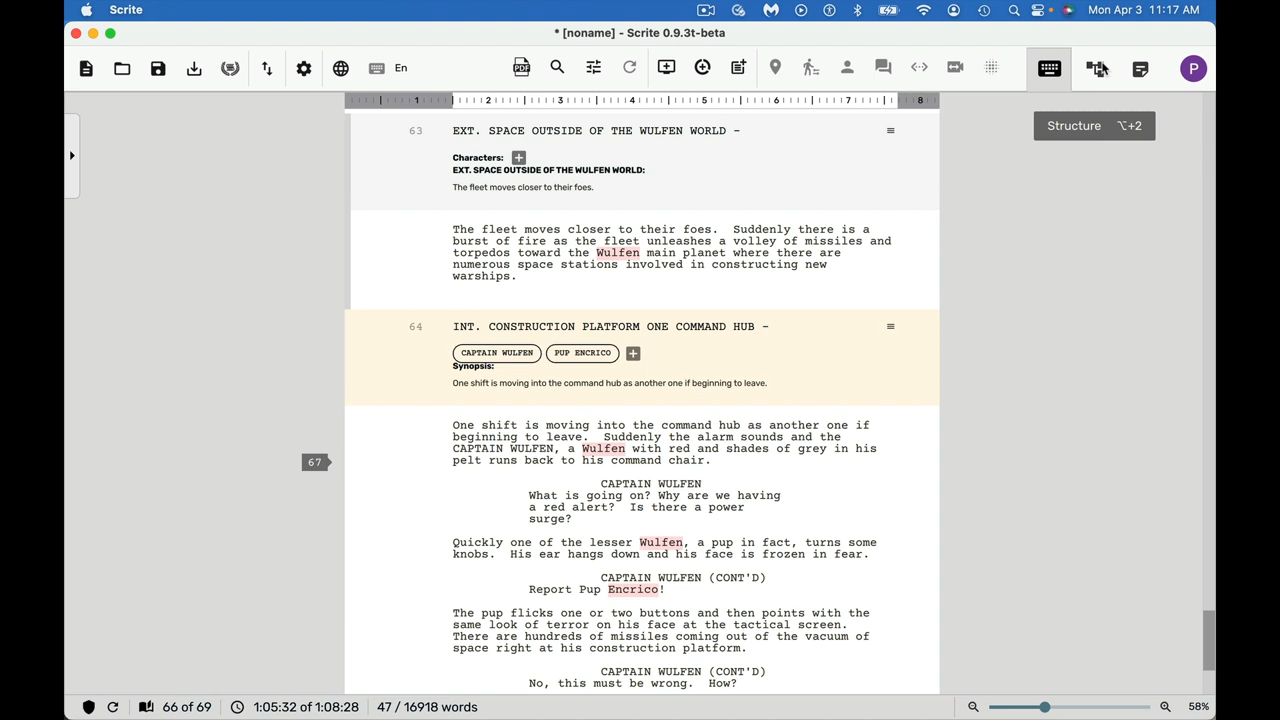 Scrite
Mon Apr 3 11:17 AM
* [noname] - Scrite 0.9.3t-beta
En
PDF
P
1 2 3 4 5 6 7 8
Structure ⌥+2
63 EXT. SPACE OUTSIDE OF THE WULFEN WORLD -
Characters:
EXT. SPACE OUTSIDE OF THE WULFEN WORLD:
The fleet moves closer to their foes.
The fleet moves closer to their foes. Suddenly there is a
burst of fire as the fleet unleashes a volley of missiles and
torpedos toward the Wulfen main planet where there are
numerous space stations involved in constructing new
warships.
64 INT. CONSTRUCTION PLATFORM ONE COMMAND HUB -
CAPTAIN WULFEN PUP ENCRICO
Synopsis:
One shift is moving into the command hub as another one if beginning to leave.
One shift is moving into the command hub as another one if
beginning to leave. Suddenly the alarm sounds and the
CAPTAIN WULFEN, a Wulfen with red and shades of grey in his
pelt runs back to his command chair.
67
CAPTAIN WULFEN
What is going on? Why are we having
a red alert? Is there a power
surge?
Quickly one of the lesser Wulfen, a pup in fact, turns some
knobs. His ear hangs down and his face is frozen in fear.
CAPTAIN WULFEN (CONT'D)
Report Pup Encrico!
The pup flicks one or two buttons and then points with the
same look of terror on his face at the tactical screen.
There are hundreds of missiles coming out of the vacuum of
space right at his construction platform.
CAPTAIN WULFEN (CONT'D)
No, this must be wrong. How?
66 of 69 1:05:32 to 1:08:28 47 / 16918 words 58%